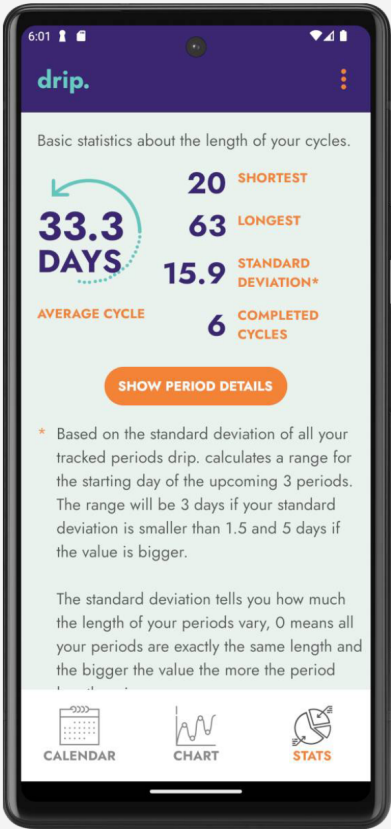 6:01
drip.
Basic statistics about the length of your cycles.
33.3
DAYS
AVERAGE CYCLE
20 SHORTEST
63 LONGEST
15.9 STANDARD
DEVIATION*
6 COMPLETED
CYCLES
SHOW PERIOD DETAILS
* Based on the standard deviation of all your
tracked periods drip. calculates a range for
the starting day of the upcoming 3 periods.
The range will be 3 days if your standard
deviation is smaller than 1.5 and 5 days if
the value is bigger.
The standard deviation tells you how much
the length of your periods vary, 0 means all
your periods are exactly the same length and
the bigger the value the more the period
CALENDAR
CHART
STATS